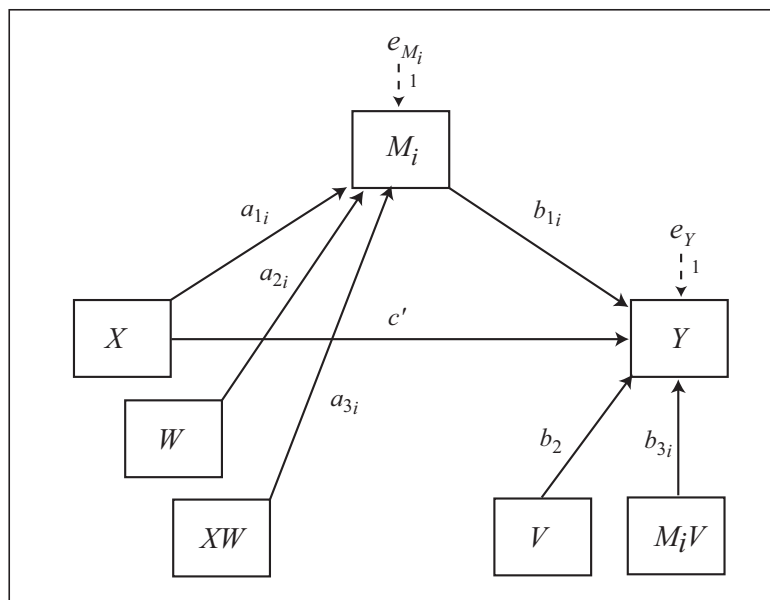 e_{M_i}
1
M_i
a_{1i}
b_{1i}
e_Y
1
a_{2i}
X
c'
Y
a_{3i}
W
b_2
b_{3i}
XW
V
M_iV